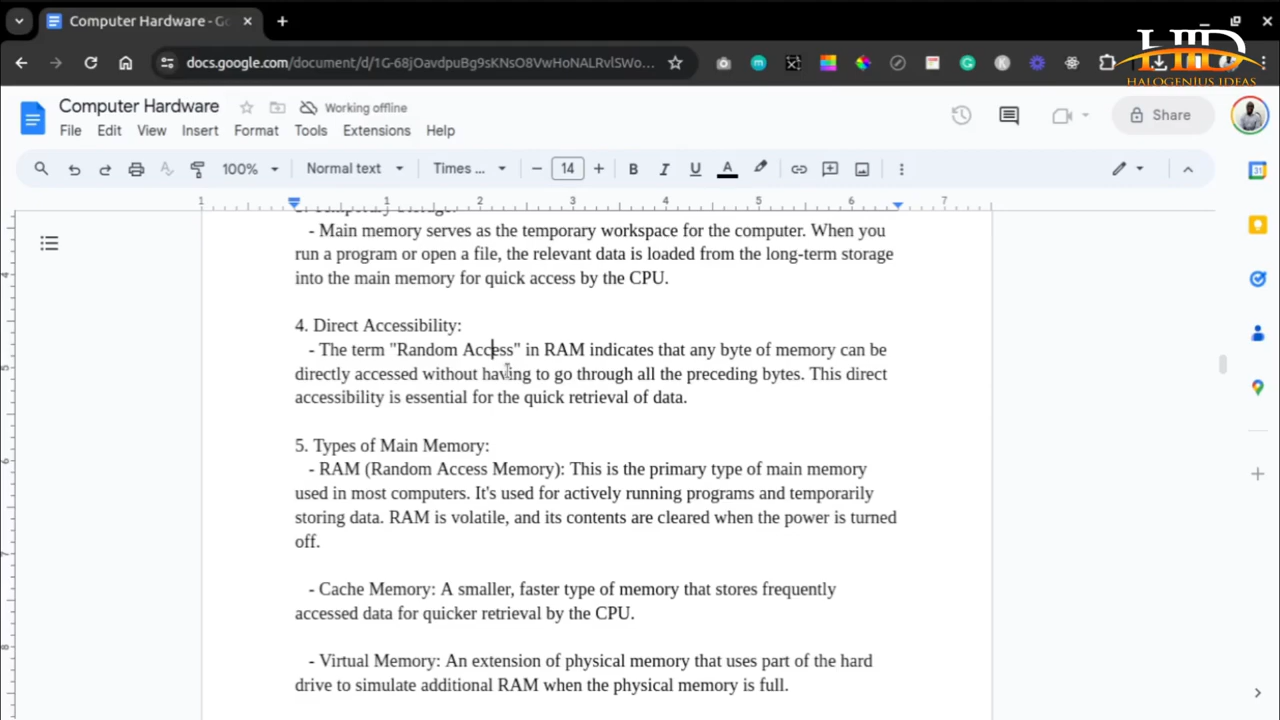 Computer Hardware - Go
docs.google.com/document/d/1G-68jOavdpuBg9sKNsO8VwHoNALRvlSWo...
HID
HALOGENIUS IDEAS
Computer Hardware
Working offline
File Edit View Insert Format Tools Extensions Help
Share
100% Normal text Times ... 14 B I U A
1 1 2 3 4 5 6 7
- Main memory serves as the temporary workspace for the computer. When you
run a program or open a file, the relevant data is loaded from the long-term storage
into the main memory for quick access by the CPU.
4. Direct Accessibility:
- The term "Random Access" in RAM indicates that any byte of memory can be
directly accessed without having to go through all the preceding bytes. This direct
accessibility is essential for the quick retrieval of data.
5. Types of Main Memory:
- RAM (Random Access Memory): This is the primary type of main memory
used in most computers. It's used for actively running programs and temporarily
storing data. RAM is volatile, and its contents are cleared when the power is turned
off.
- Cache Memory: A smaller, faster type of memory that stores frequently
accessed data for quicker retrieval by the CPU.
- Virtual Memory: An extension of physical memory that uses part of the hard
drive to simulate additional RAM when the physical memory is full.